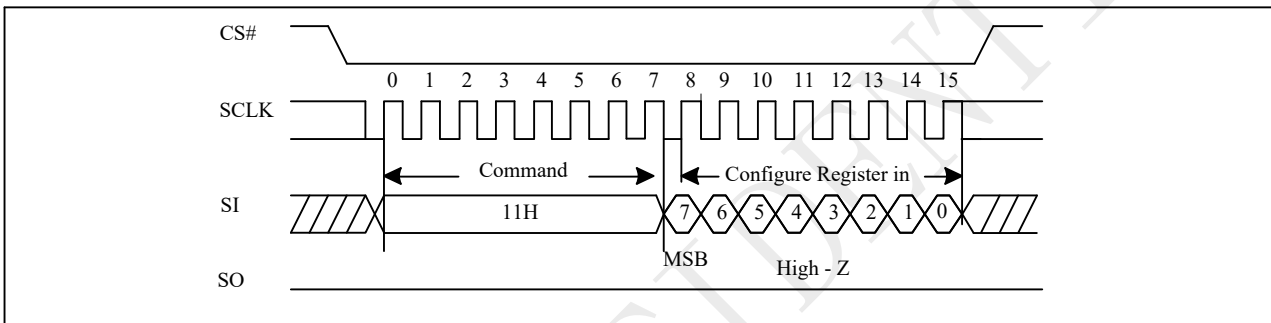 CS#
0 1 2 3 4 5 6 7 8 9 10 11 12 13 14 15
SCLK
Command
Configure Register in
SI
11H
7 6 5 4 3 2 1 0
MSB
SO
High - Z